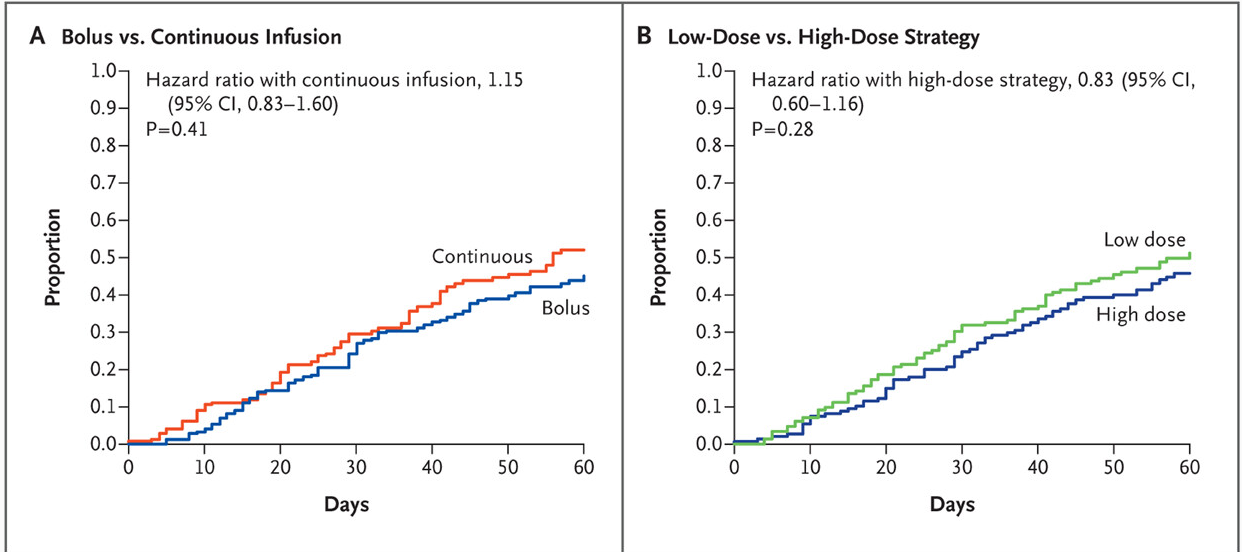 A Bolus vs. Continuous Infusion
1.0
0.9
0.8
0.7
0.6
0.5
0.4
0.3
0.2
0.1
0.0
Proportion
Hazard ratio with continuous infusion, 1.15
(95% CI, 0.83–1.60)
P=0.41
Continuous
Bolus
0 10 20 30 40 50 60
Days
B Low-Dose vs. High-Dose Strategy
1.0
0.9
0.8
0.7
0.6
0.5
0.4
0.3
0.2
0.1
0.0
Proportion
Hazard ratio with high-dose strategy, 0.83 (95% CI,
0.60–1.16)
P=0.28
Low dose
High dose
0 10 20 30 40 50 60
Days